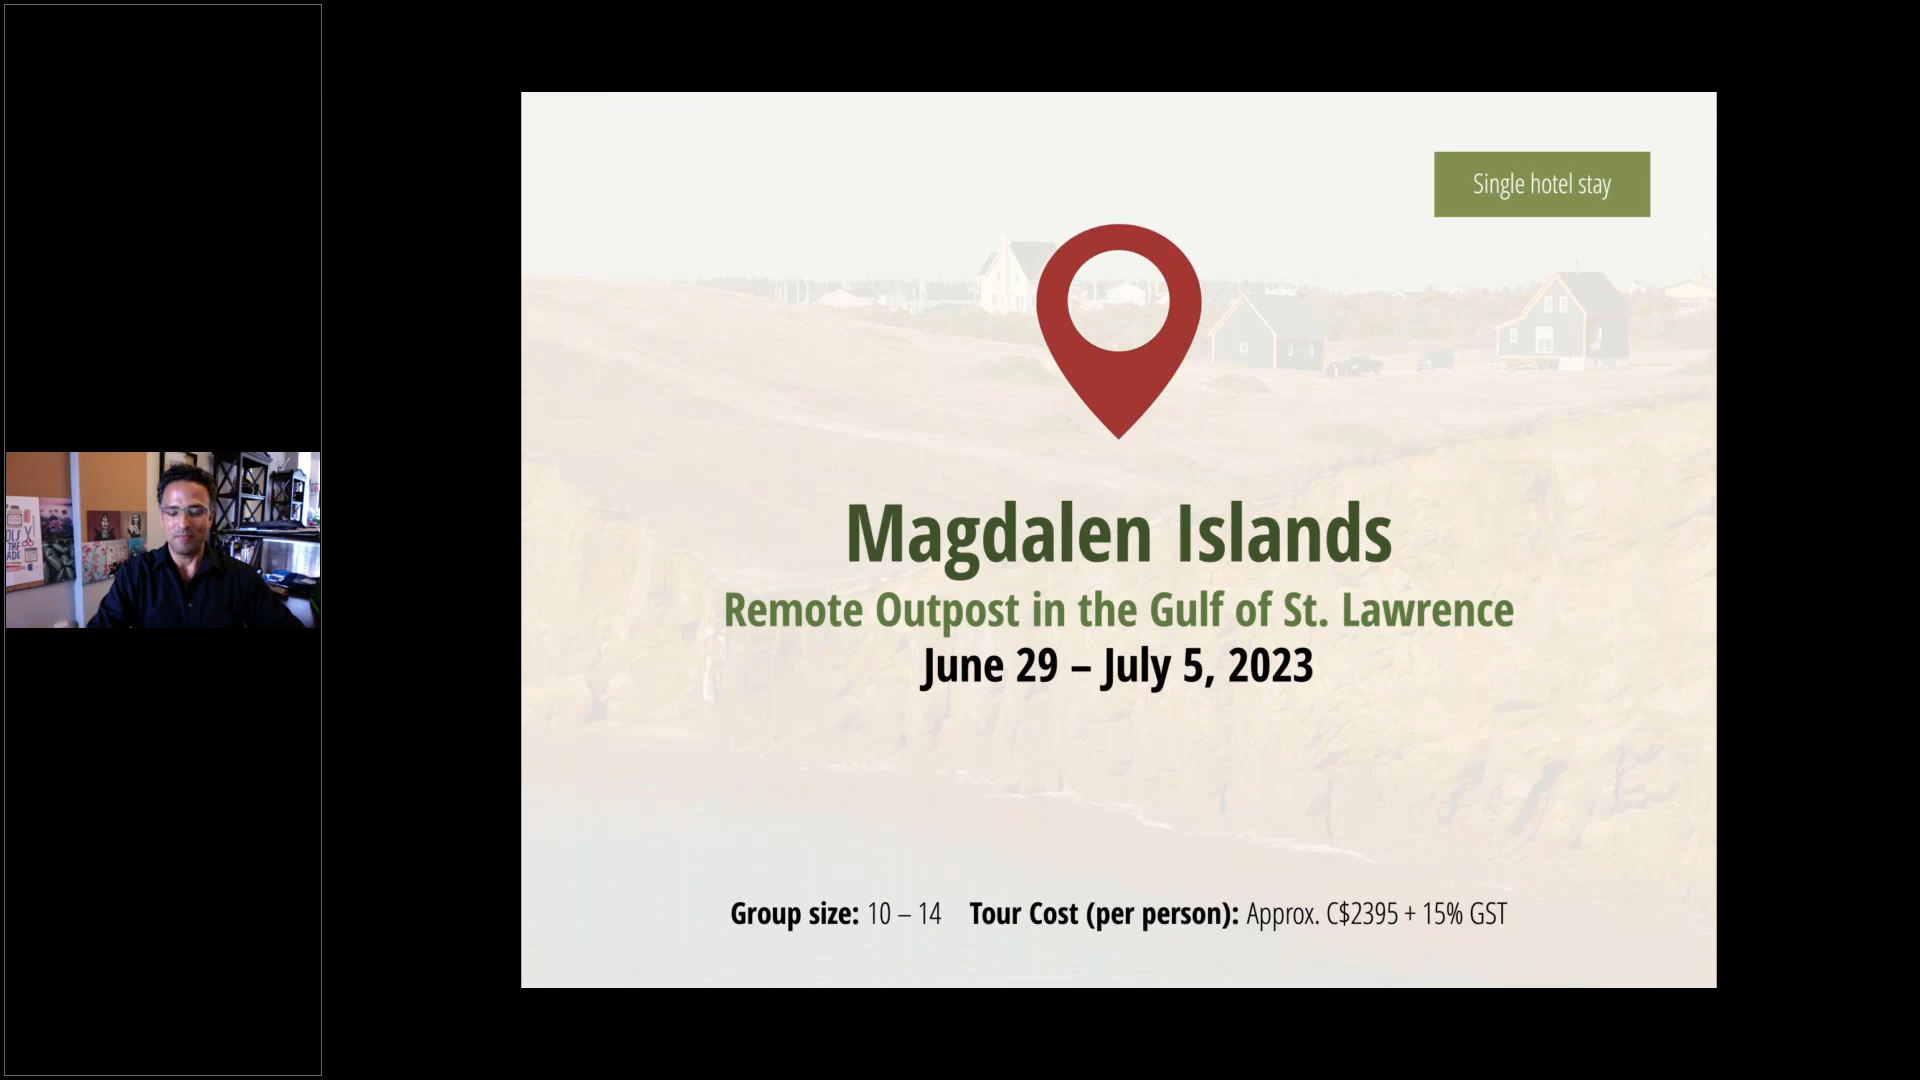 Single hotel stay
Magdalen Islands
Remote Outpost in the Gulf of St. Lawrence
June 29 – July 5, 2023
Group size: 10 – 14 Tour Cost (per person): Approx. C$2395 + 15% GST